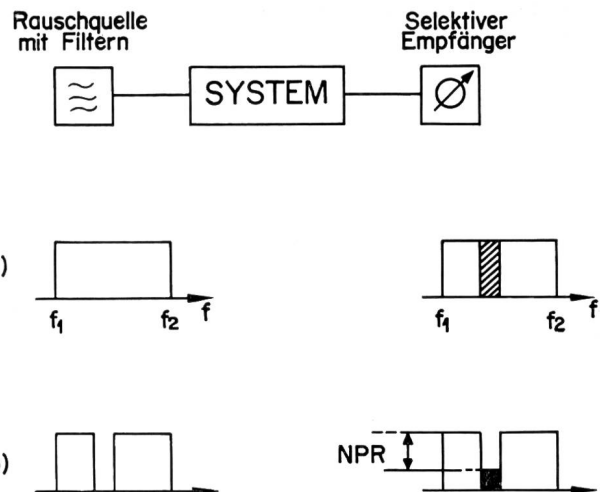 Rauschquelle
mit Filtern
Selektiver
Empfänger
SYSTEM
)
f₁ f₂ f
f₁ f₂ f
)
NPR